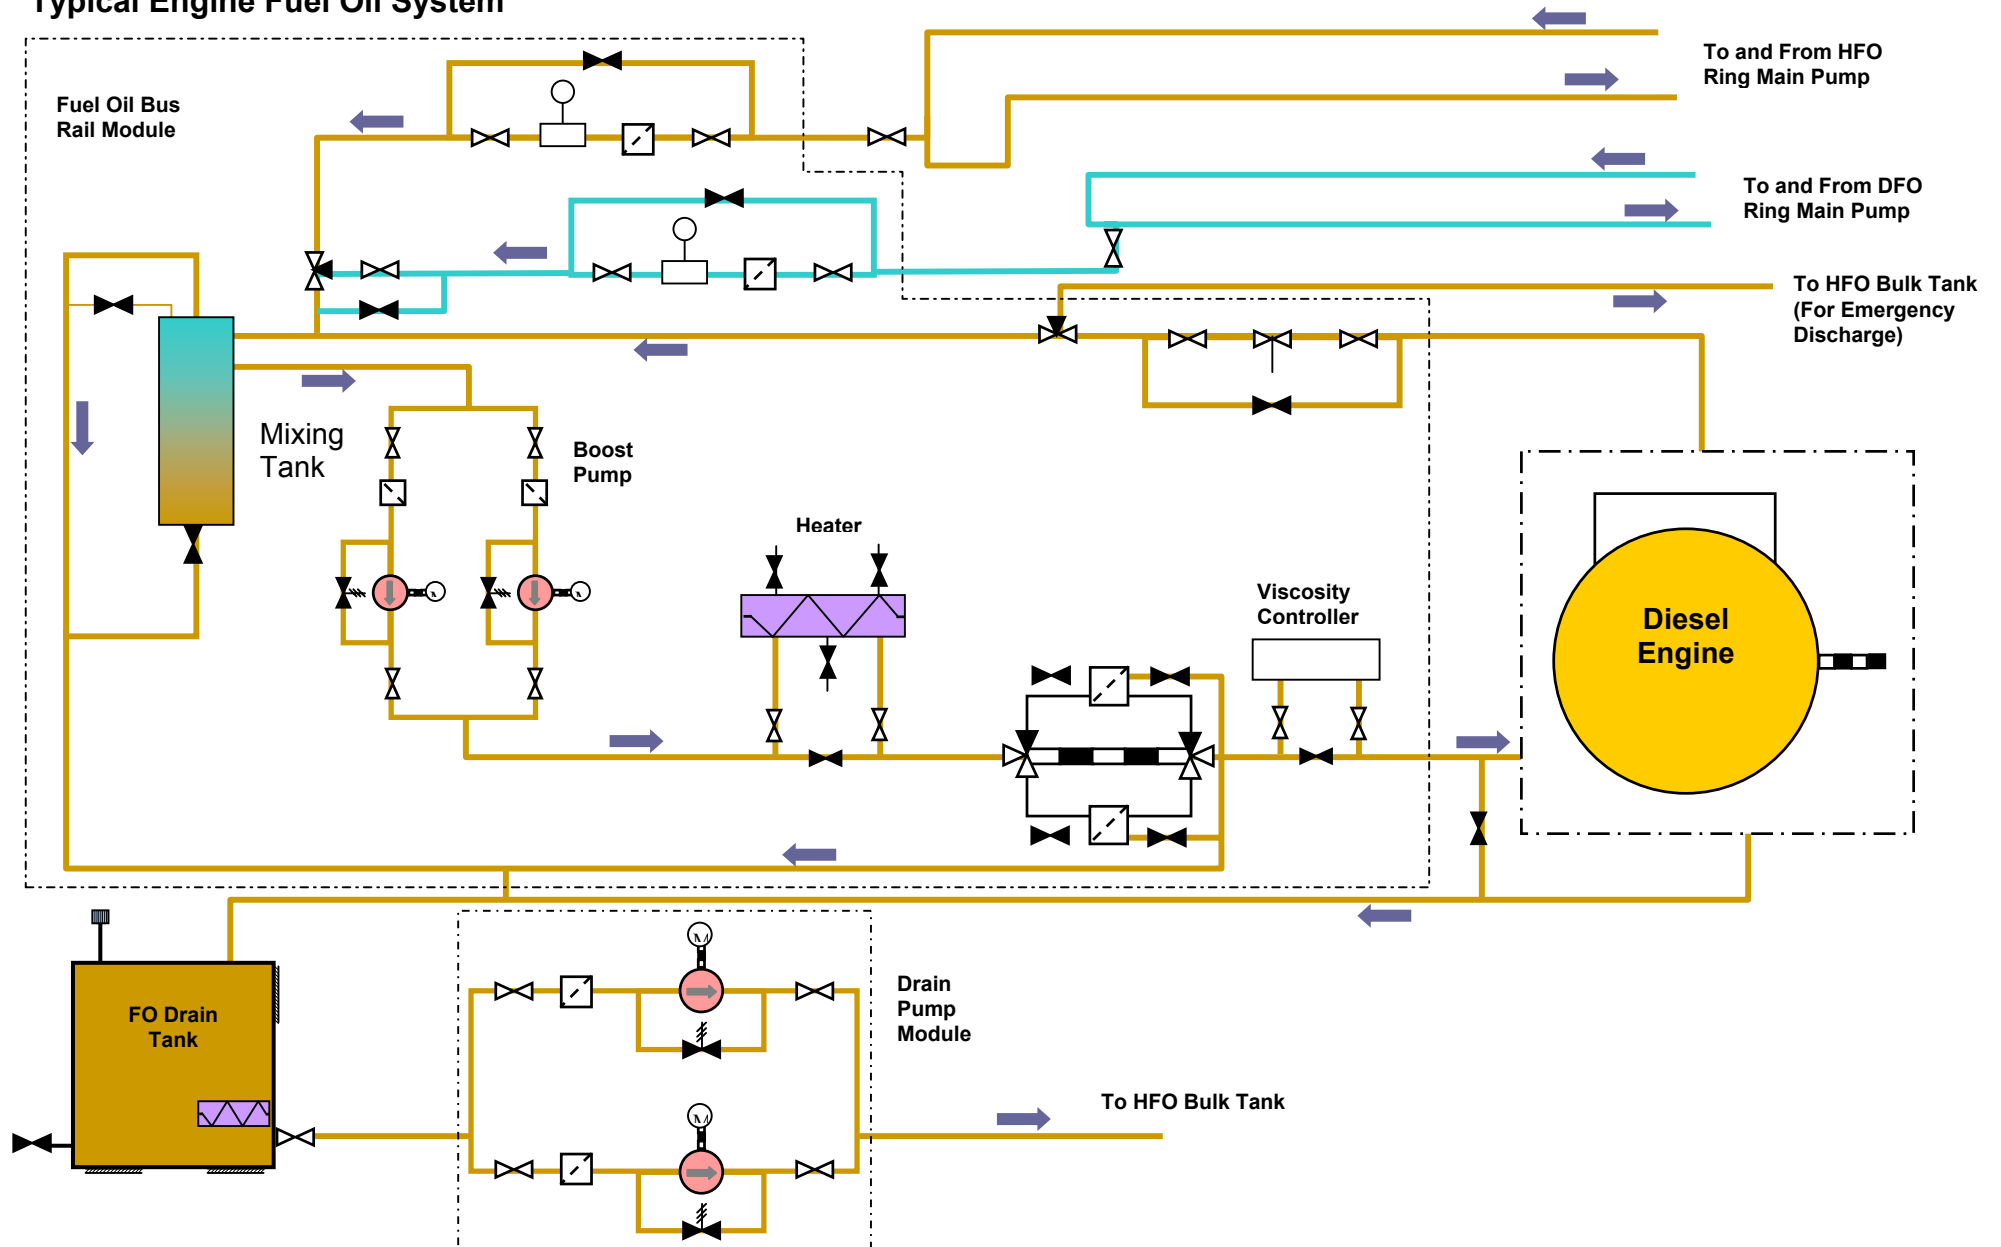 Typical Engine Fuel Oil System
To and From HFO
Ring Main Pump
Fuel Oil Bus
Rail Module
To and From DFO
Ring Main Pump
To HFO Bulk Tank
(For Emergency
Discharge)
Mixing
Tank
Boost
Pump
Heater
Viscosity
Controller
Diesel
Engine
FO Drain
Tank
Drain
Pump
Module
To HFO Bulk Tank